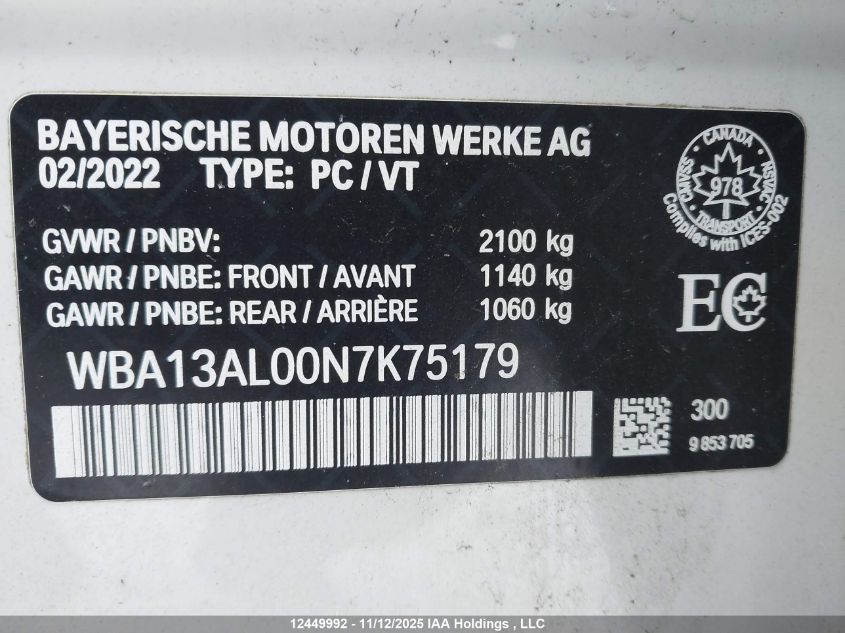 BAYERISCHE MOTOREN WERKE AG
02/2022 TYPE: PC / VT
GVWR / PNBV: 2100 kg
GAWR / PNBE: FRONT / AVANT 1140 kg
GAWR / PNBE: REAR / ARRIÈRE 1060 kg
WBA13AL00N7K75179
CANADA
CMVSS
NSVAC
978
TRANSPORT
Complies with ICES-002
EC
300
9 853 705
12449992 - 11/12/2025 IAA Holdings , LLC